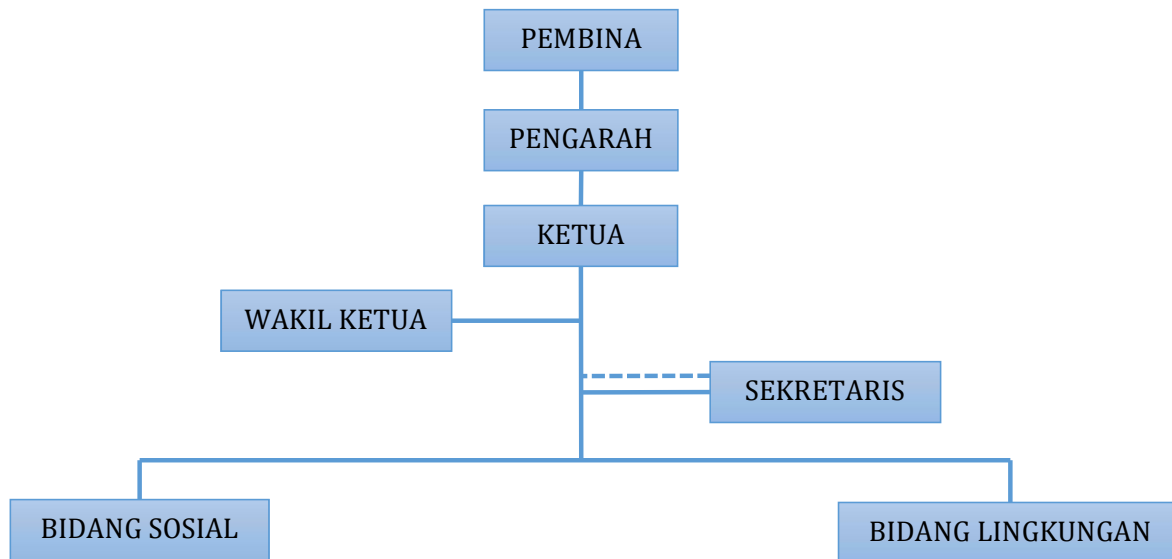 PEMBINA
PENGARAH
KETUA
WAKIL KETUA
SEKRETARIS
BIDANG SOSIAL
BIDANG LINGKUNGAN